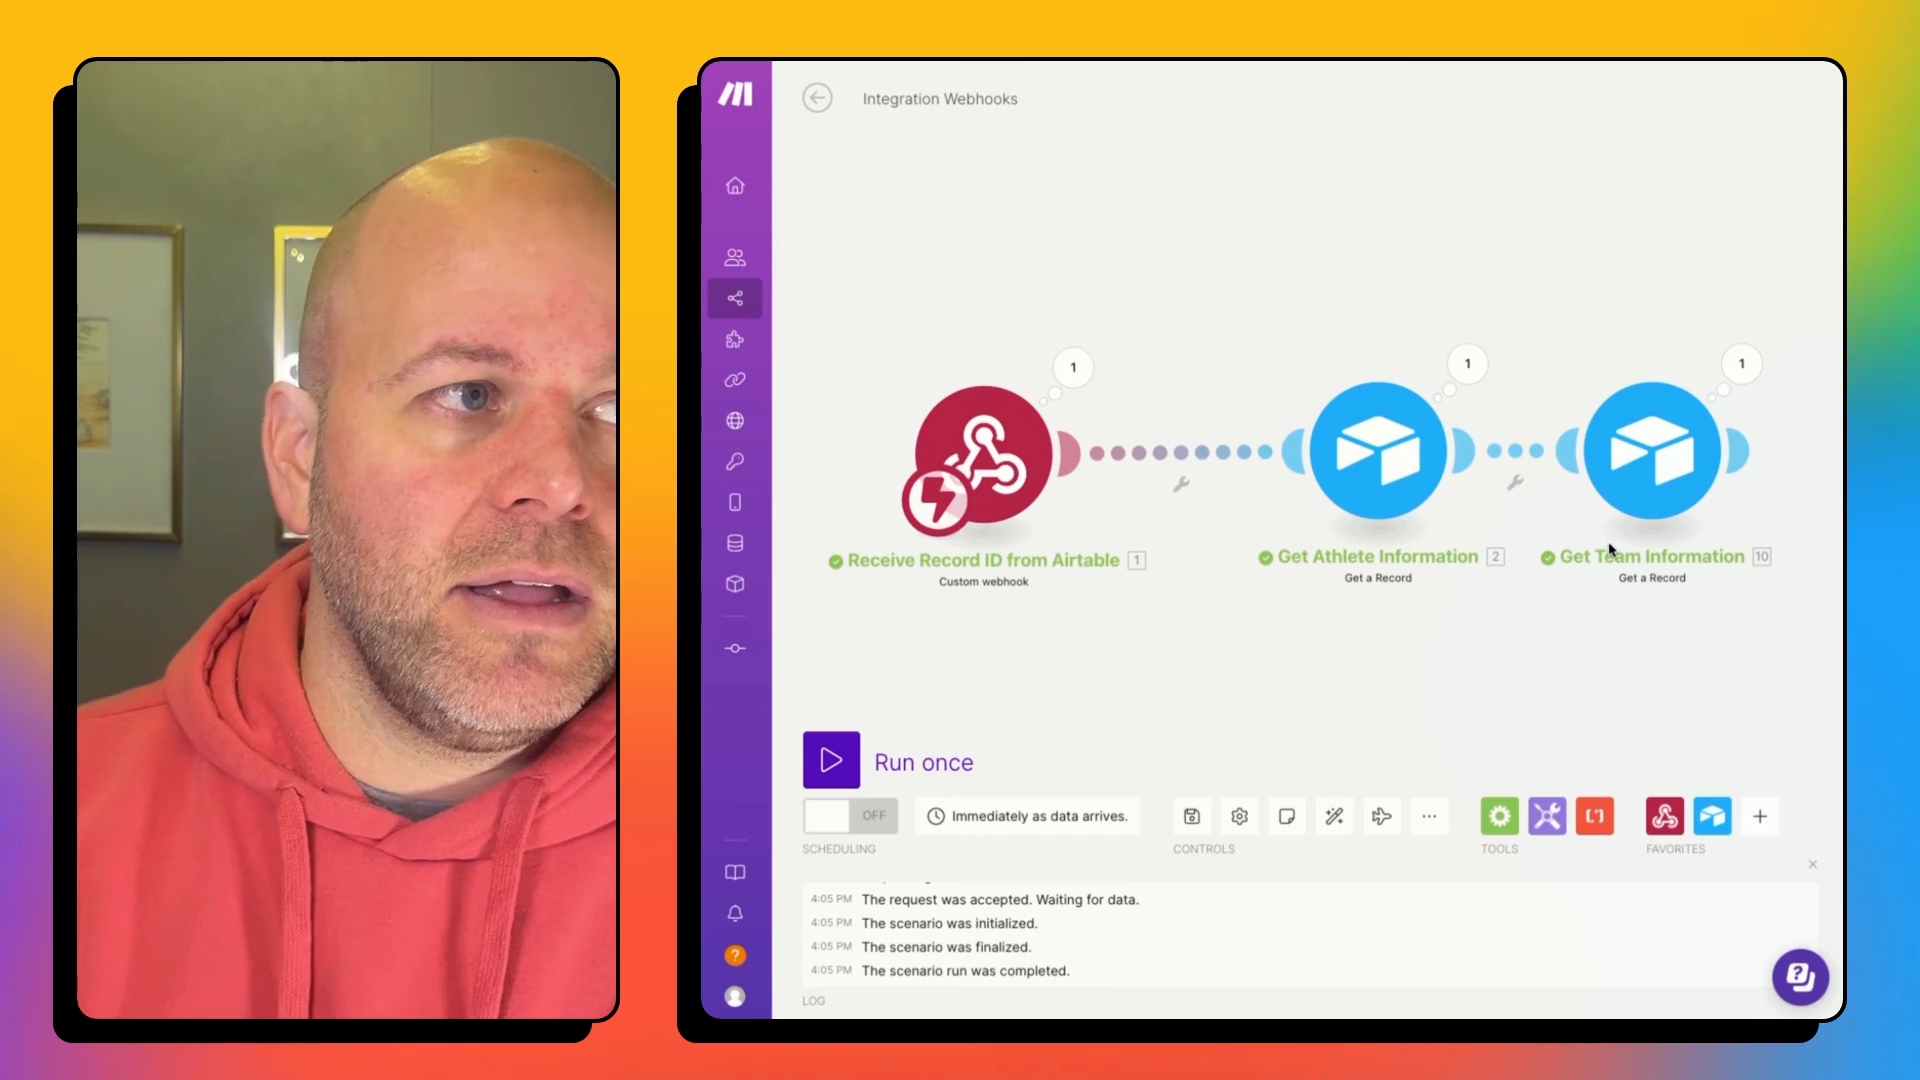 Integration Webhooks
1
1
1
Receive Record ID from Airtable 1
Custom webhook
Get Athlete Information 2
Get a Record
Get Team Information 10
Get a Record
Run once
OFF
Immediately as data arrives.
SCHEDULING
CONTROLS
TOOLS
FAVORITES
4:05 PM The request was accepted. Waiting for data.
4:05 PM The scenario was initialized.
4:05 PM The scenario was finalized.
4:05 PM The scenario run was completed.
LOG